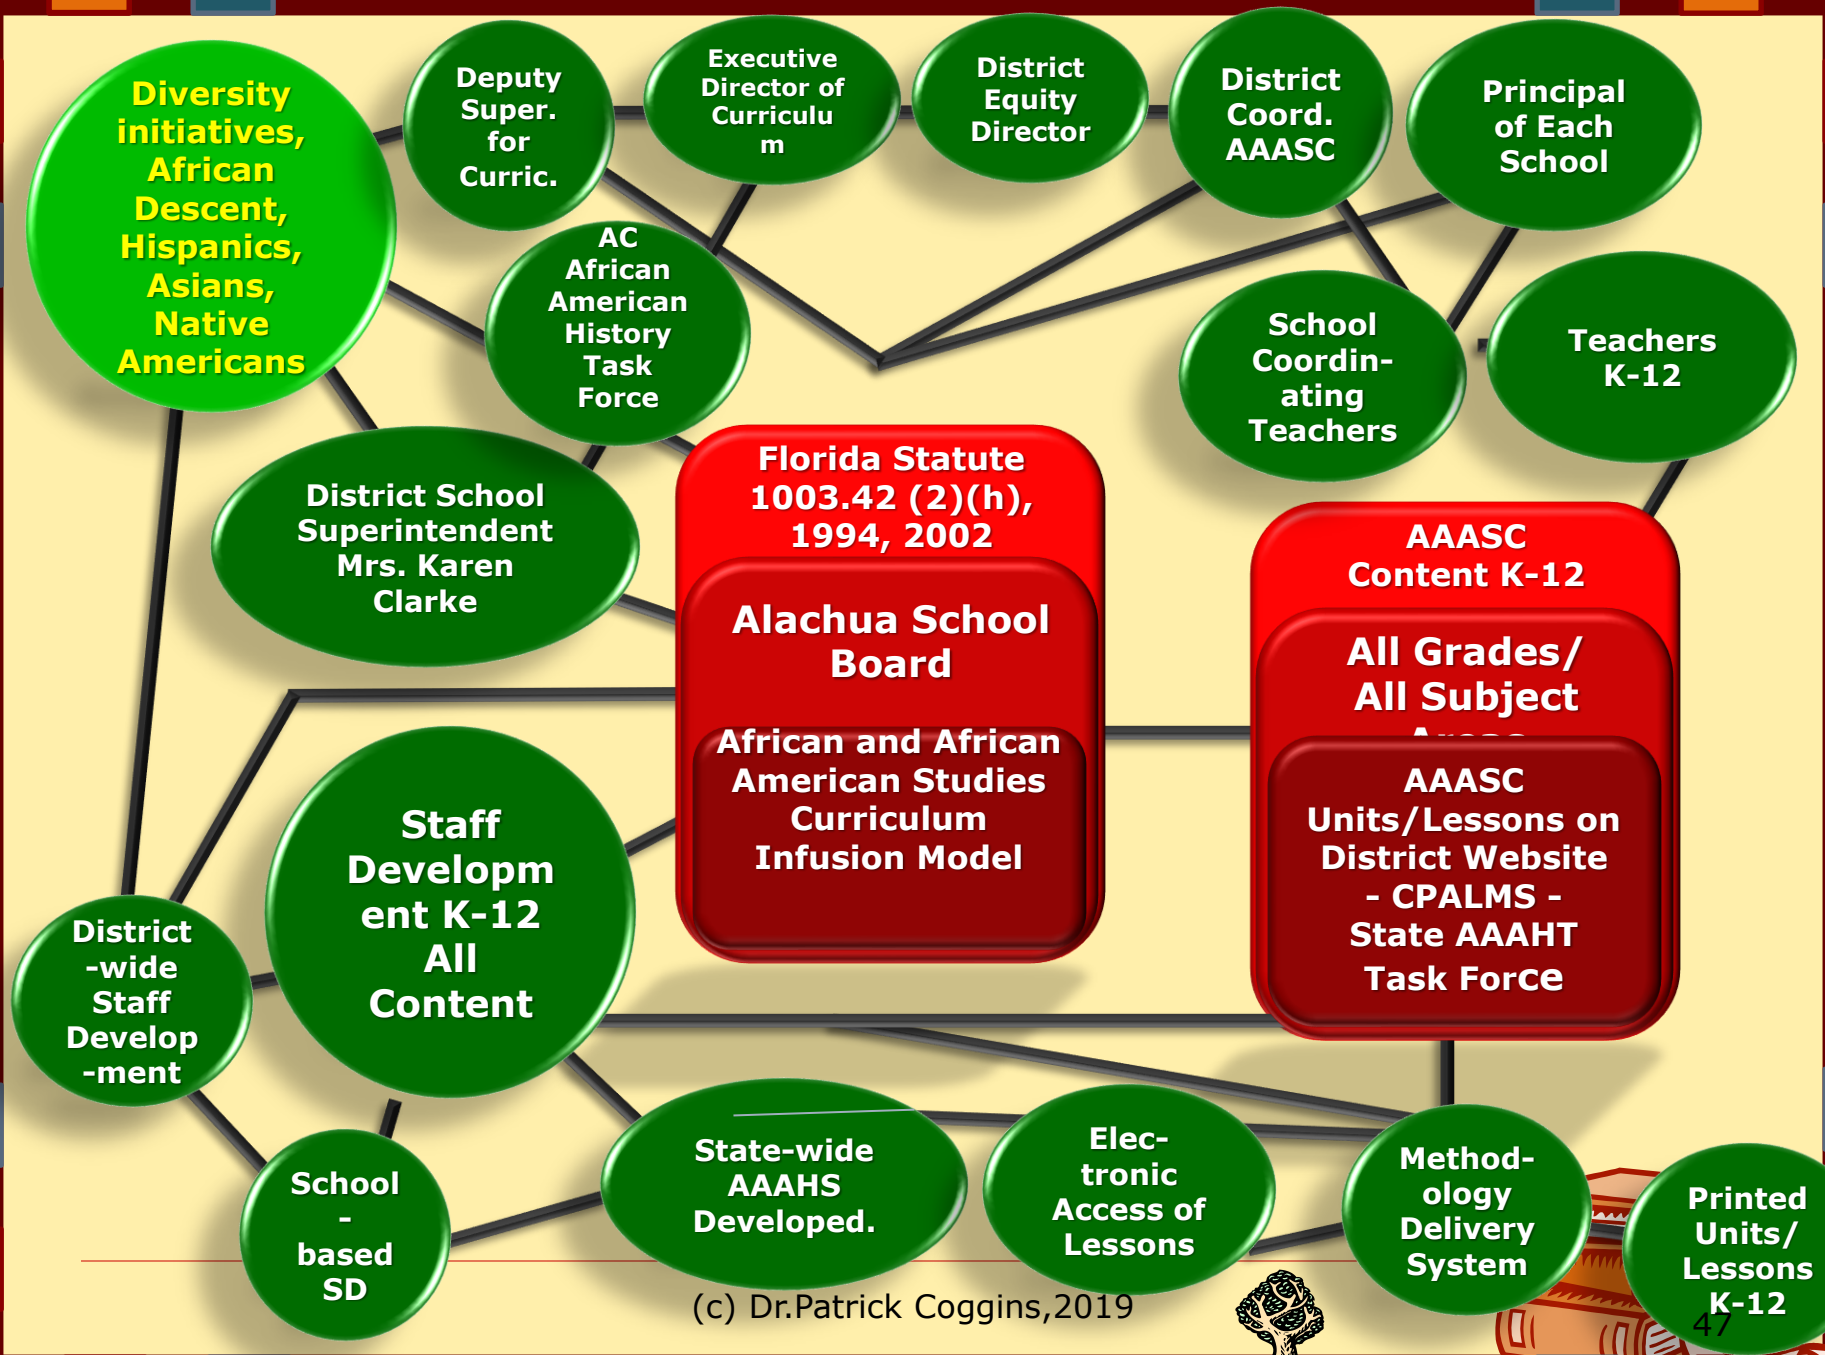 Diversity
initiatives,
African
Descent,
Hispanics,
Asians,
Native
Americans
Deputy
Super.
for
Curric.
Executive
Director of
Curriculu
m
District
Equity
Director
District
Coord.
AAASC
Principal
of Each
School
AC
African
American
History
Task
Force
School
Coordin-
ating
Teachers
Teachers
K-12
District School
Superintendent
Mrs. Karen
Clarke
Florida Statute
1003.42 (2)(h),
1994, 2002
Alachua School
Board
African and African
American Studies
Curriculum
Infusion Model
AAASC
Content K-12
All Grades/
All Subject
Areas
AAASC
Units/Lessons on
District Website
- CPALMS -
State AAAHT
Task Force
Staff
Developm
ent K-12
All
Content
District
-wide
Staff
Develop
-ment
School
-
based
SD
State-wide
AAAHS
Developed.
Elec-
tronic
Access of
Lessons
Method-
ology
Delivery
System
Printed
Units/
Lessons
K-12
(c) Dr.Patrick Coggins,2019
47